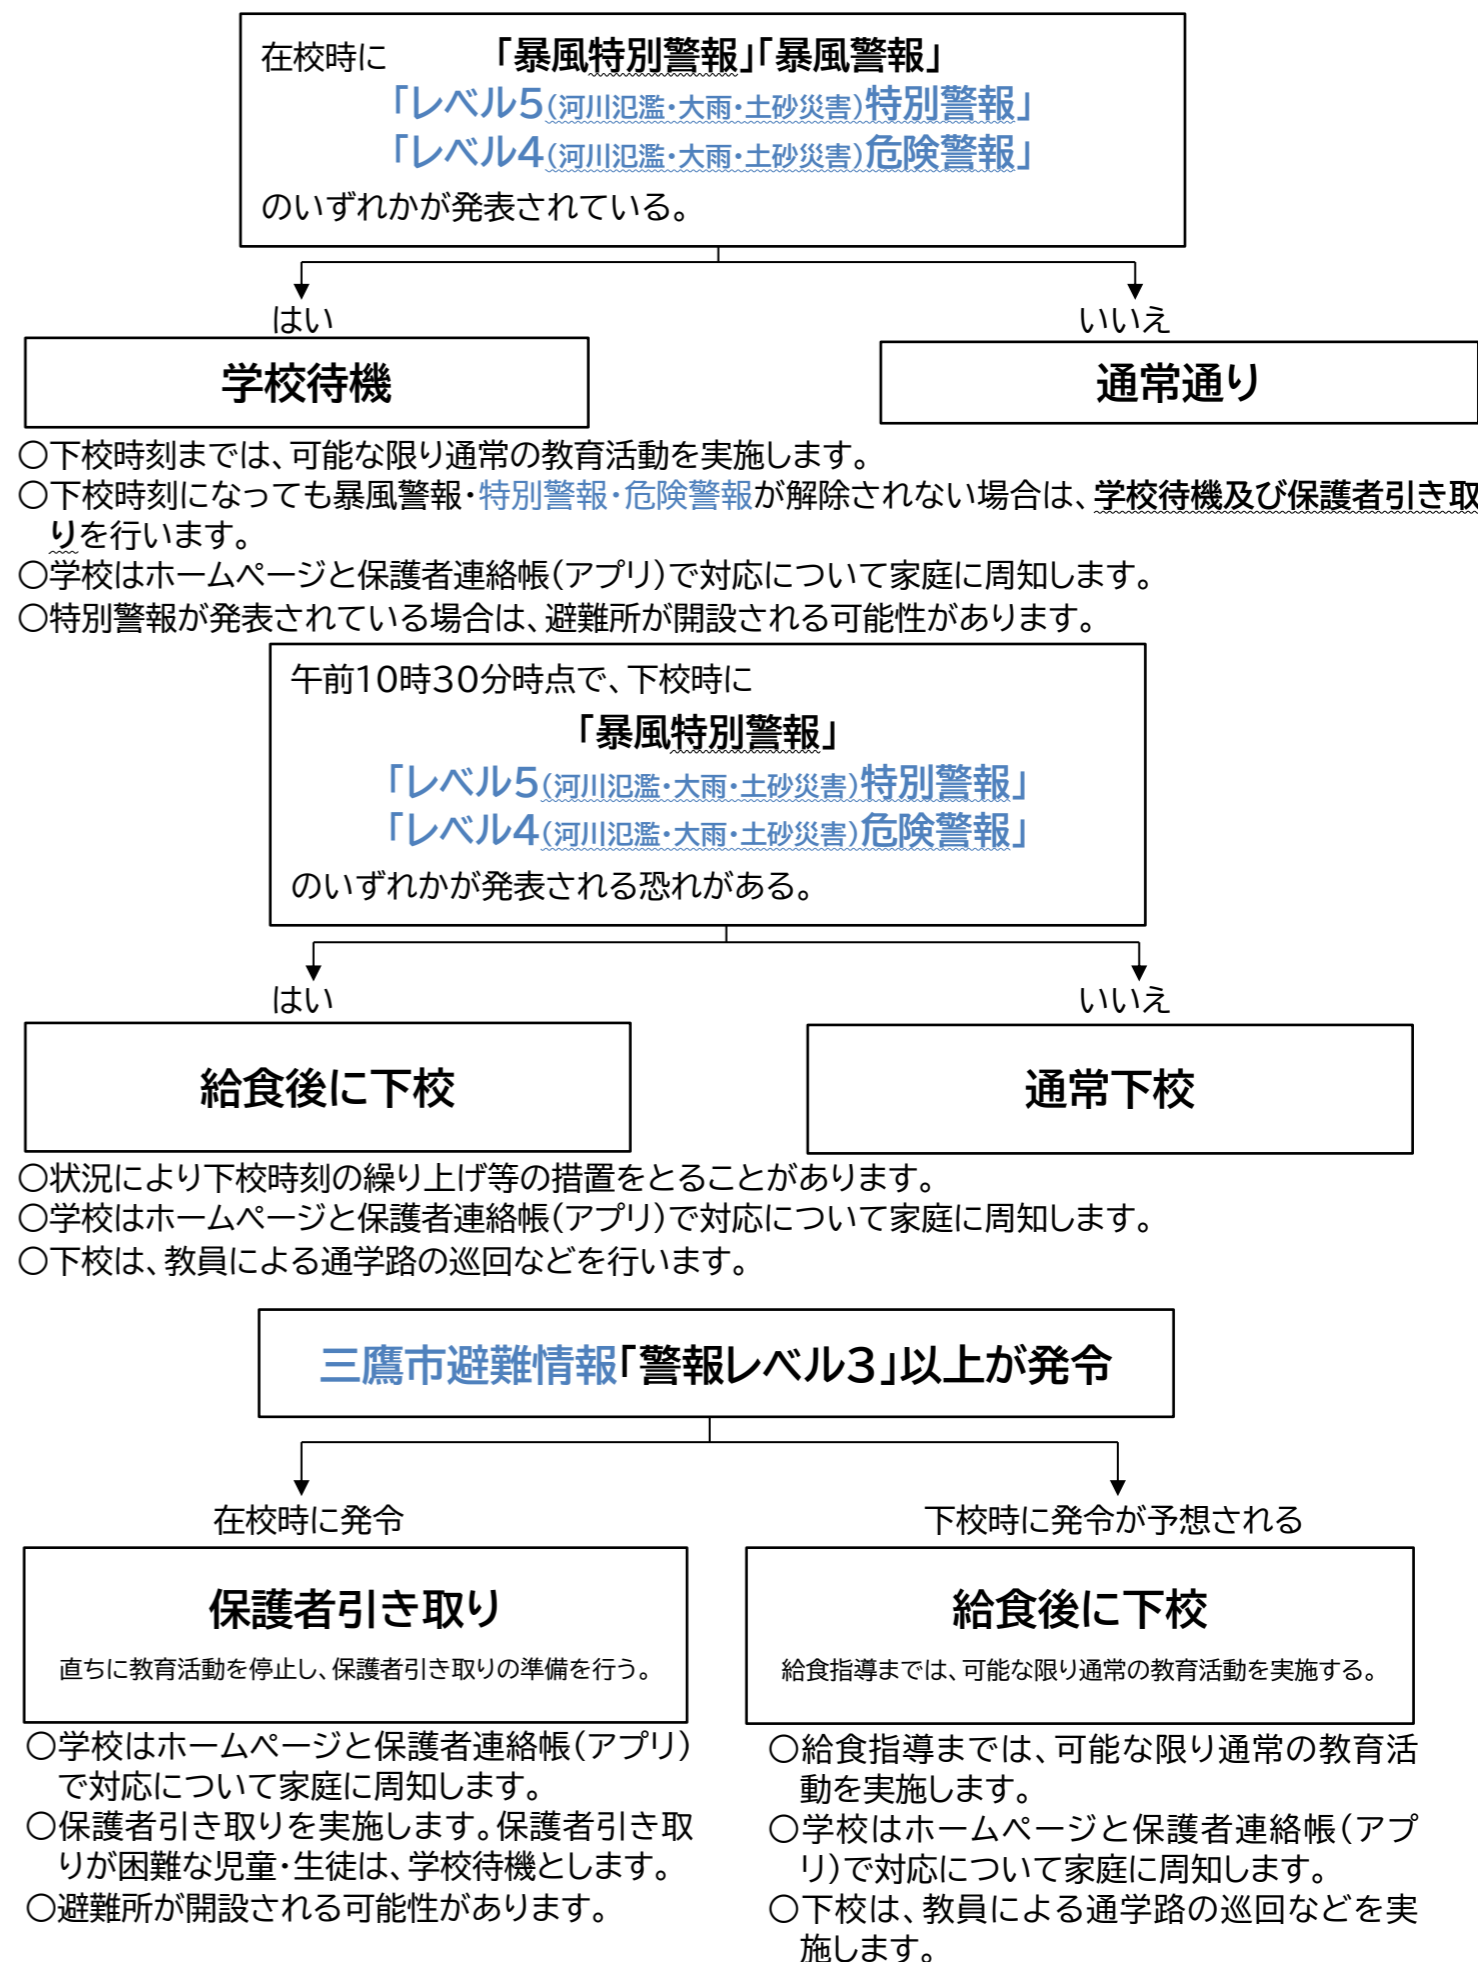 在校時に 「暴風特別警報」「暴風警報」
「レベル5(河川氾濫・大雨・土砂災害)特別警報」
「レベル4(河川氾濫・大雨・土砂災害)危険警報」
のいずれかが発表されている。
はい いいえ
学校待機 通常通り
○下校時刻までは、可能な限り通常の教育活動を実施します。
○下校時刻になっても暴風警報・特別警報・危険警報が解除されない場合は、学校待機及び保護者引き取
りを行います。
○学校はホームページと保護者連絡帳(アプリ)で対応について家庭に周知します。
○特別警報が発表されている場合は、避難所が開設される可能性があります。
午前10時30分時点で、下校時に
「暴風特別警報」
「レベル5(河川氾濫・大雨・土砂災害)特別警報」
「レベル4(河川氾濫・大雨・土砂災害)危険警報」
のいずれかが発表される恐れがある。
はい いいえ
給食後に下校 通常下校
○状況により下校時刻の繰り上げ等の措置をとることがあります。
○学校はホームページと保護者連絡帳(アプリ)で対応について家庭に周知します。
○下校は、教員による通学路の巡回などを行います。
三鷹市避難情報「警報レベル3」以上が発令
在校時に発令
保護者引き取り
直ちに教育活動を停止し、保護者引き取りの準備を行う。
○学校はホームページと保護者連絡帳(アプリ)
で対応について家庭に周知します。
○保護者引き取りを実施します。保護者引き取
りが困難な児童・生徒は、学校待機とします。
○避難所が開設される可能性があります。
下校時に発令が予想される
給食後に下校
給食指導までは、可能な限り通常の教育活動を実施する。
○給食指導までは、可能な限り通常の教育活
動を実施します。
○学校はホームページと保護者連絡帳(アプ
リ)で対応について家庭に周知します。
○下校は、教員による通学路の巡回などを実
施します。